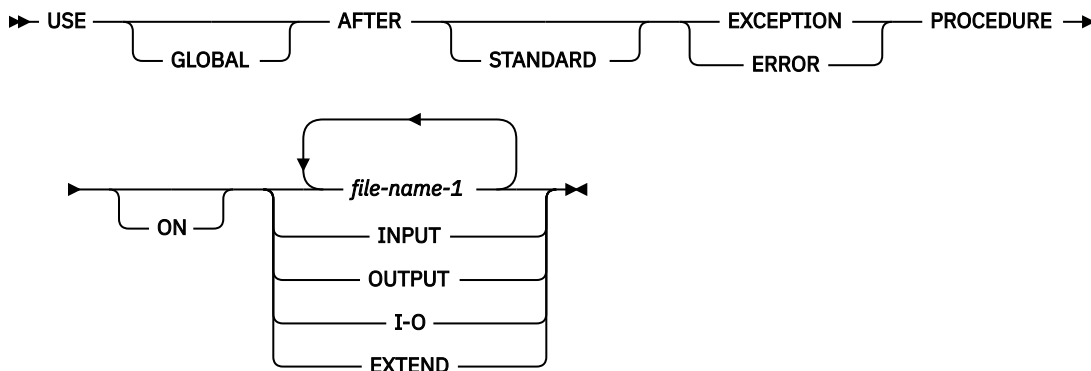 USE AFTER EXCEPTION PROCEDURE
GLOBAL STANDARD ERROR
file-name-1
ON
INPUT
OUTPUT
I-O
EXTEND